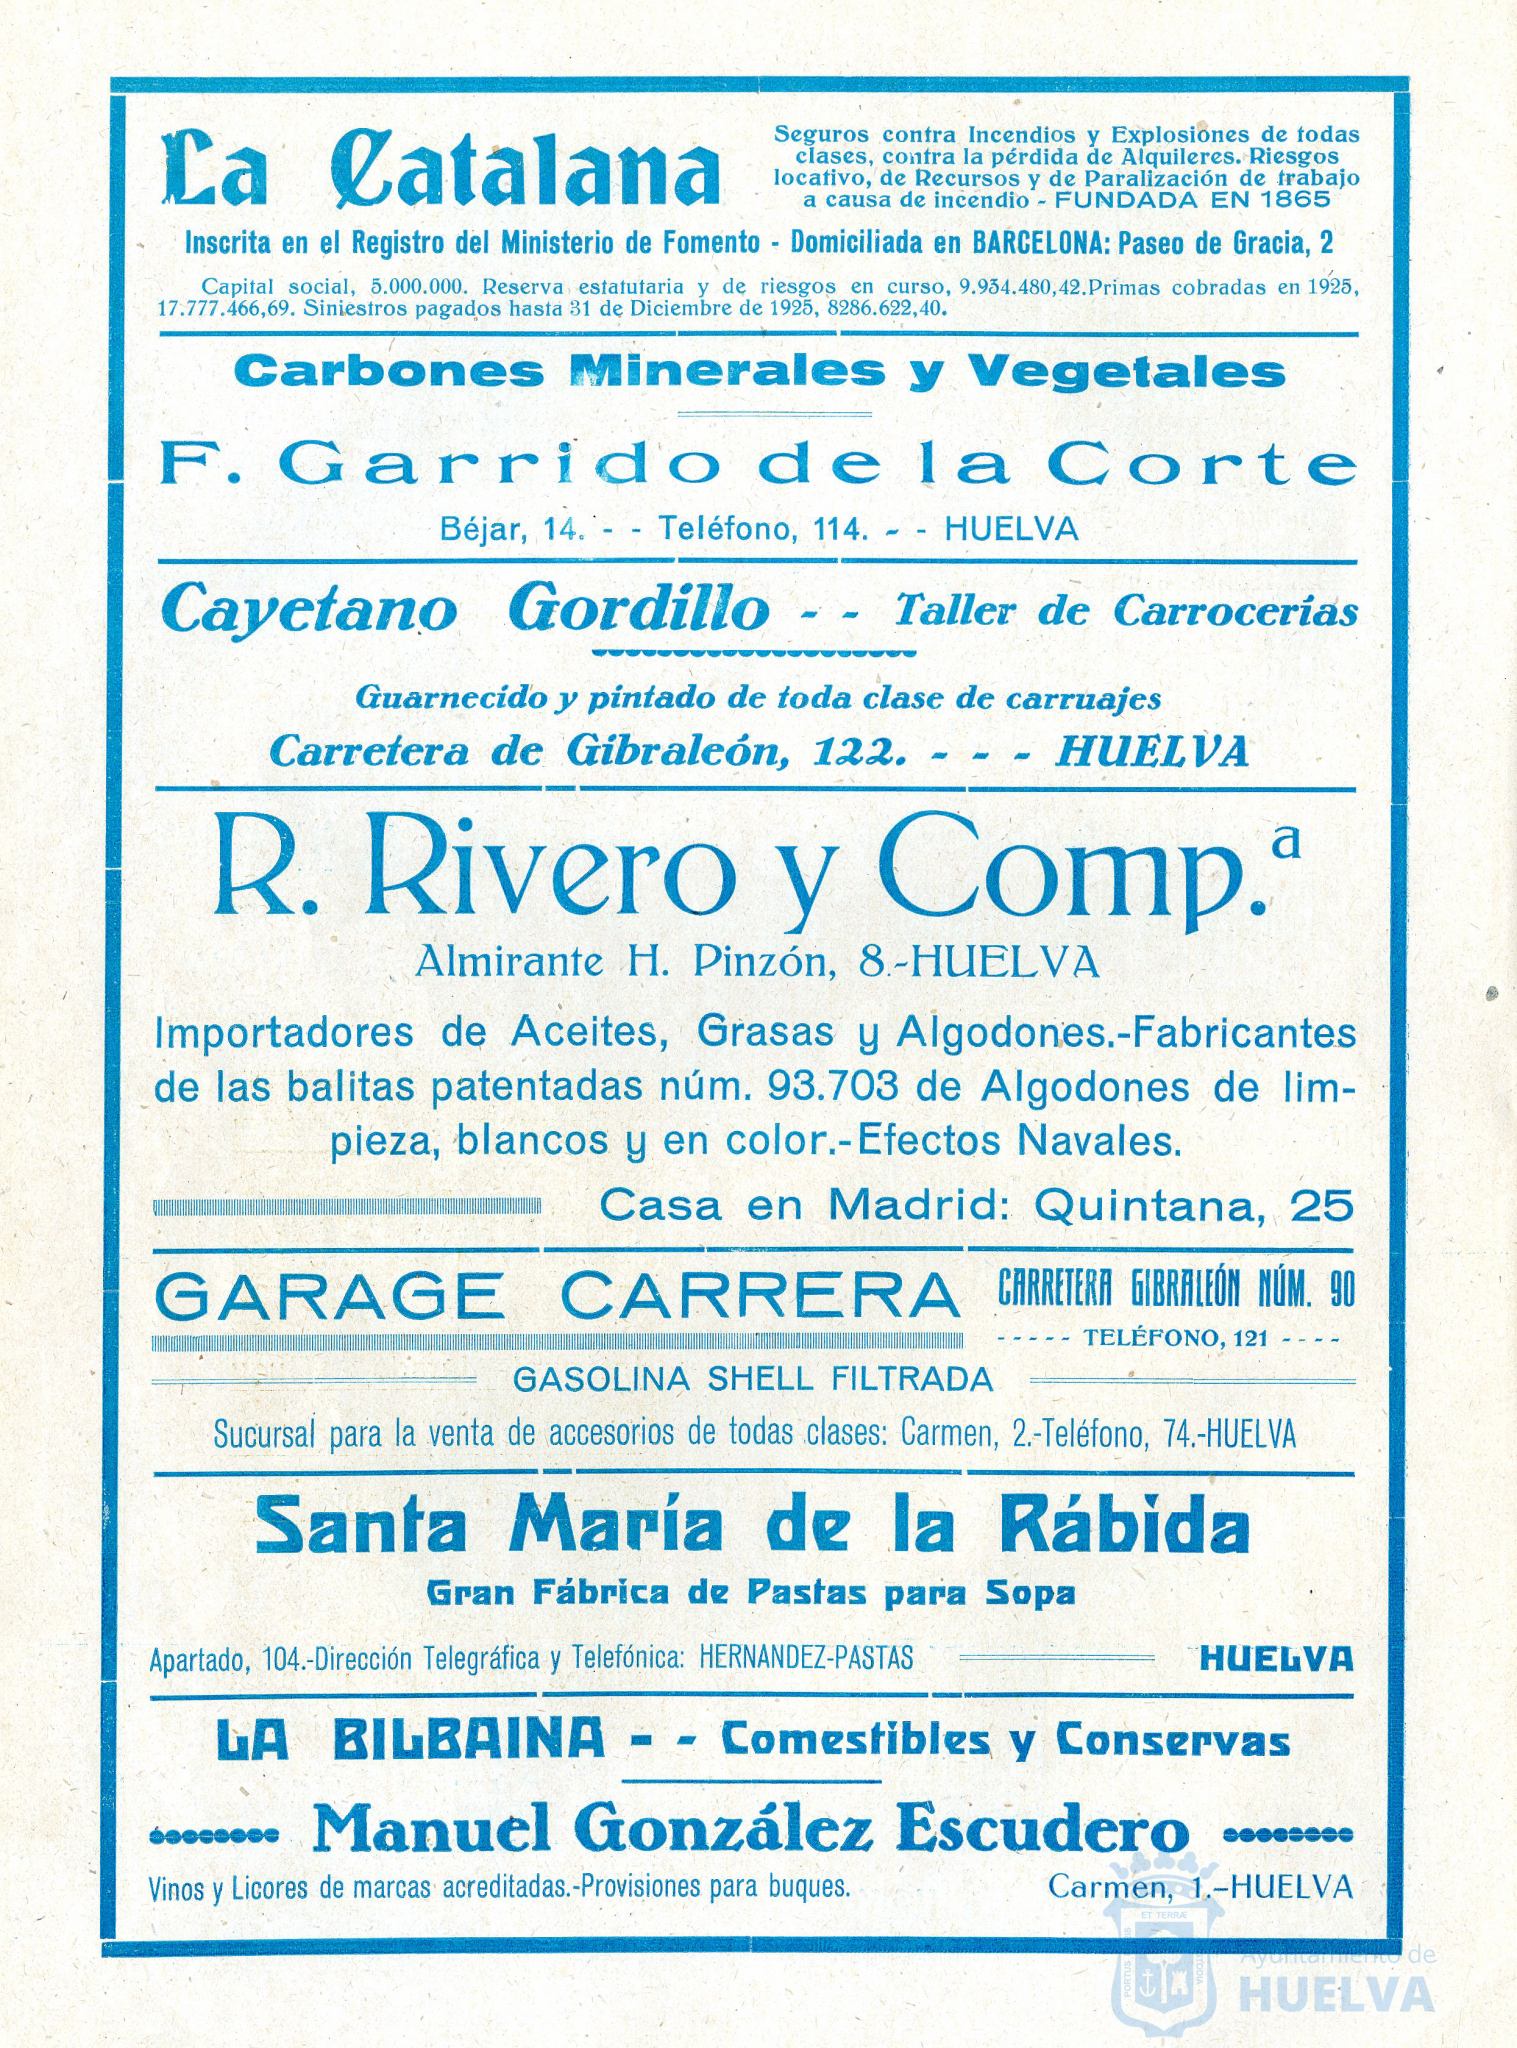 La Catalana
Seguros contra Incendios y Explosiones de todas
clases, contra la pérdida de Alquileres. Riesgos
locativo, de Recursos y de Paralización de trabajo
a causa de incendio - FUNDADA EN 1865
Inscrita en el Registro del Ministerio de Fomento - Domiciliada en BARCELONA: Paseo de Gracia, 2
Capital social, 5.000.000. Reserva estatutaria y de riesgos en curso, 9.934.480,42.Primas cobradas en 1925,
17.777.466,69. Siniestros pagados hasta 31 de Diciembre de 1925, 8286.622,40.
Carbones Minerales y Vegetales
F. Garrido de la Corte
Béjar, 14. - - Teléfono, 114. - - HUELVA
Cayetano Gordillo - - Taller de Carrocerías
Guarnecido y pintado de toda clase de carruajes
Carretera de Gibraleón, 122. - - - HUELVA
R. Rivero y Comp.ª
Almirante H. Pinzón, 8.-HUELVA
Importadores de Aceites, Grasas y Algodones.-Fabricantes
de las balitas patentadas núm. 93.703 de Algodones de lim-
pieza, blancos y en color.-Efectos Navales.
Casa en Madrid: Quintana, 25
GARAGE CARRERA
CARRETERA GIBRALEÓN NÚM. 90
- - - - - TELÉFONO, 121 - - - -
GASOLINA SHELL FILTRADA
Sucursal para la venta de accesorios de todas clases: Carmen, 2.-Teléfono, 74.-HUELVA
Santa María de la Rábida
Gran Fábrica de Pastas para Sopa
Apartado, 104.-Dirección Telegráfica y Telefónica: HERNANDEZ-PASTAS
HUELVA
LA BILBAINA - - Comestibles y Conservas
Manuel González Escudero
Vinos y Licores de marcas acreditadas.-Provisiones para buques.
Carmen, 1.-HUELVA
ET TERRÆ
PORTUS
CUSTODIA
Ayuntamiento de
HUELVA